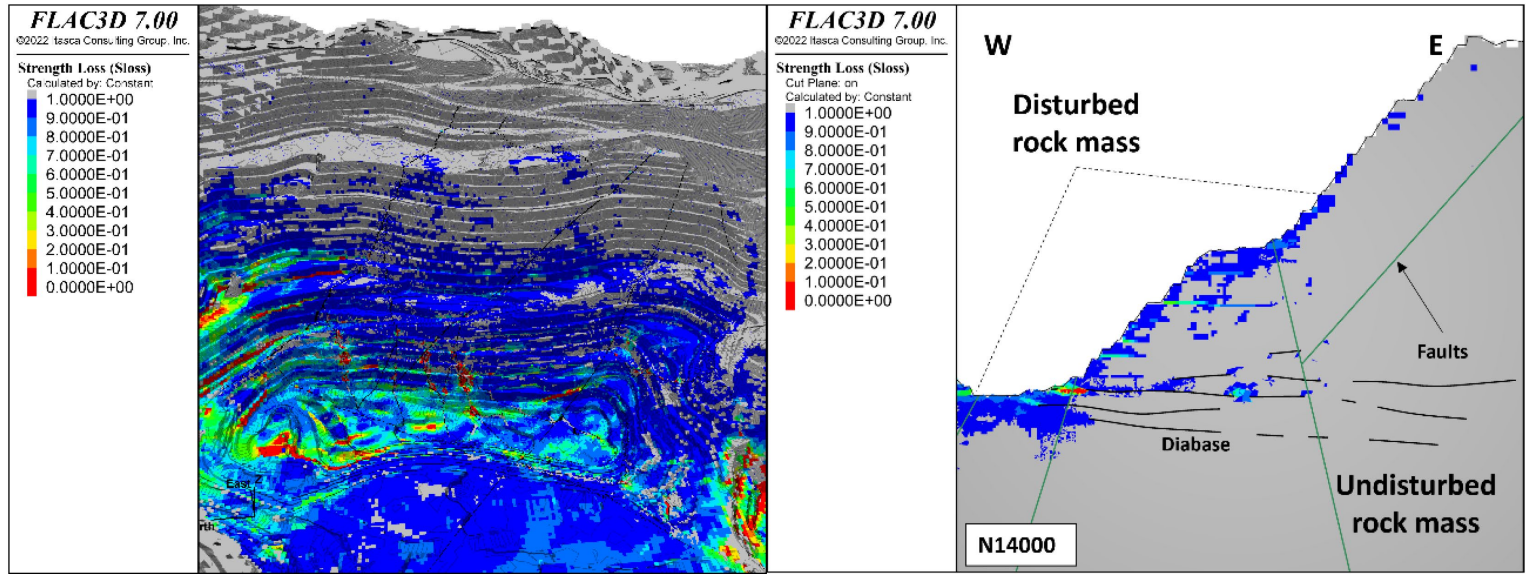 FLAC3D 7.00
©2022 Itasca Consulting Group, Inc.
Strength Loss (Sloss)
Calculated by: Constant
1.0000E+00
9.0000E-01
8.0000E-01
7.0000E-01
6.0000E-01
5.0000E-01
4.0000E-01
3.0000E-01
2.0000E-01
1.0000E-01
0.0000E+00
East Z
rth
FLAC3D 7.00
©2022 Itasca Consulting Group, Inc.
Strength Loss (Sloss)
Cut Plane: on
Calculated by: Constant
1.0000E+00
9.0000E-01
8.0000E-01
7.0000E-01
6.0000E-01
5.0000E-01
4.0000E-01
3.0000E-01
2.0000E-01
1.0000E-01
0.0000E+00
W
E
Disturbed
rock mass
Faults
Diabase
Undisturbed
rock mass
N14000